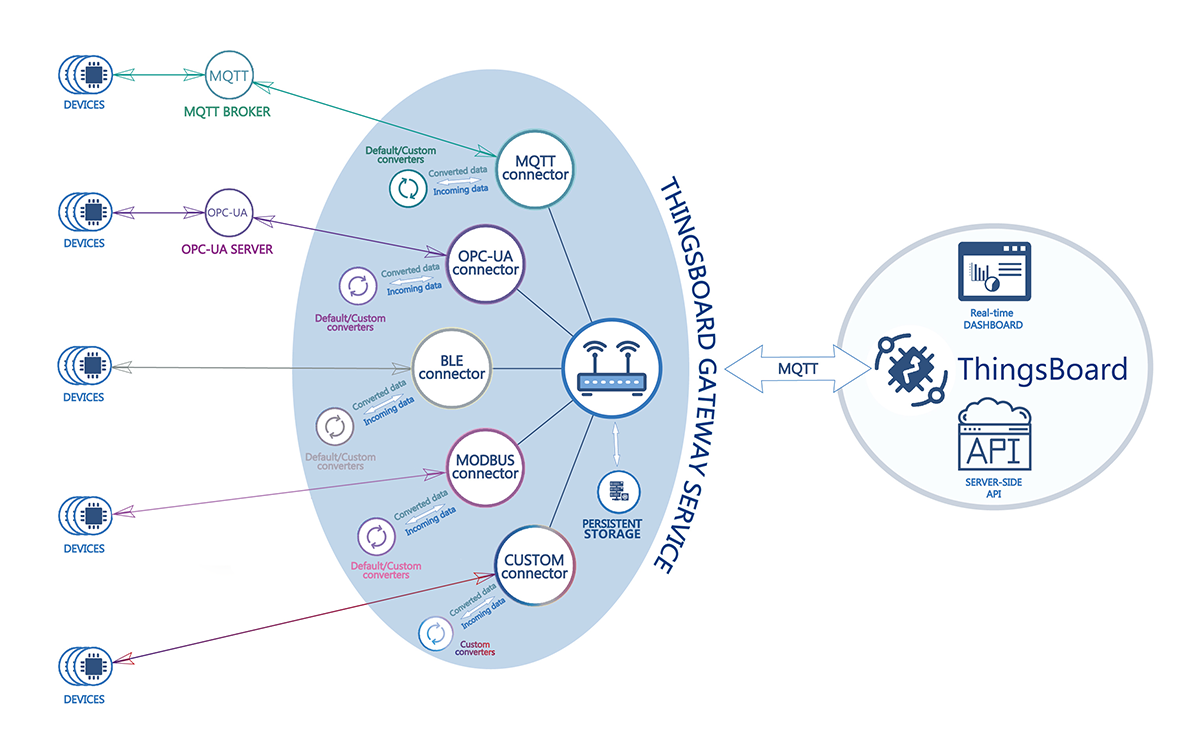 DEVICES
MQTT
MQTT BROKER
DEVICES
OPC-UA
OPC-UA SERVER
DEVICES
DEVICES
DEVICES
Default/Custom
converters
Converted data
Incoming data
MQTT
connector
Converted data
Incoming data
OPC-UA
connector
Default/Custom
converters
BLE
connector
Converted data
Incoming data
Default/Custom
converters
MODBUS
connector
Converted data
Incoming data
Default/Custom
converters
CUSTOM
connector
Converted data
Incoming data
Custom
converters
PERSISTENT
STORAGE
THINGSBOARD GATEWAY SERVICE
MQTT
Real-time
DASHBOARD
ThingsBoard
API
SERVER-SIDE
API